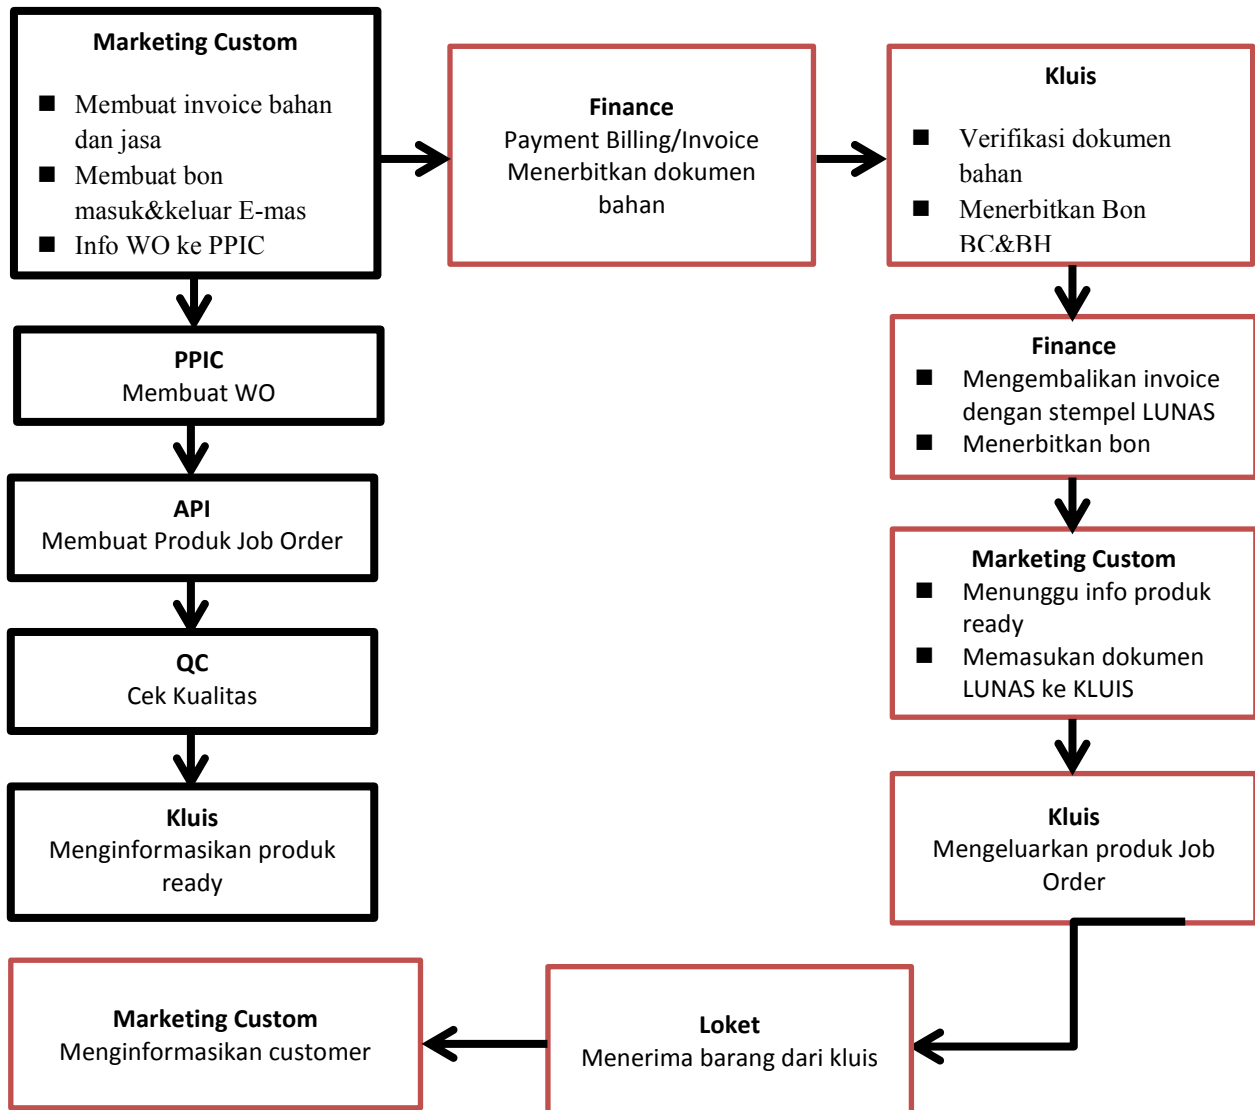 Marketing Custom
Membuat invoice bahan
dan jasa
Membuat bon
masuk&keluar E-mas
Info WO ke PPIC
Finance
Payment Billing/Invoice
Menerbitkan dokumen
bahan
Kluis
Verifikasi dokumen
bahan
Menerbitkan Bon
BC&BH
PPIC
Membuat WO
API
Membuat Produk Job Order
QC
Cek Kualitas
Kluis
Menginformasikan produk
ready
Finance
Mengembalikan invoice
dengan stempel LUNAS
Menerbitkan bon
Marketing Custom
Menunggu info produk
ready
Memasukan dokumen
LUNAS ke KLUIS
Kluis
Mengeluarkan produk Job
Order
Loket
Menerima barang dari kluis
Marketing Custom
Menginformasikan customer